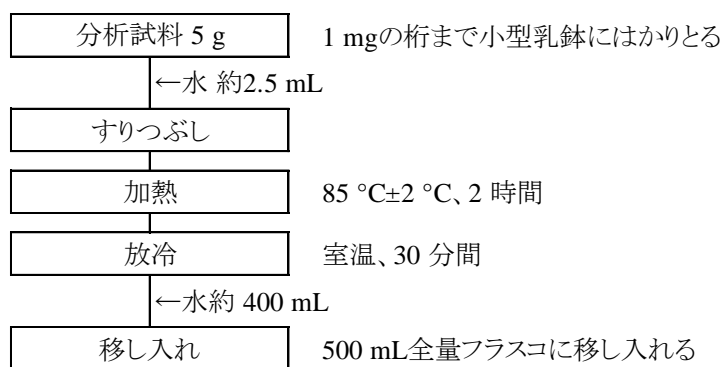 分析試料 5 g 1 mgの桁まで小型乳鉢にはかりとる
←水 約2.5 mL
すりつぶし
加熱 85 °C±2 °C、2 時間
放冷 室温、30 分間
←水約 400 mL
移し入れ 500 mL全量フラスコに移し入れる